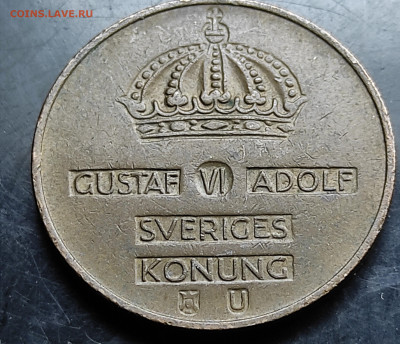 COINS.LAVE.RU
GUSTAF VI ADOLF
SVERIGES
KONUNG
U